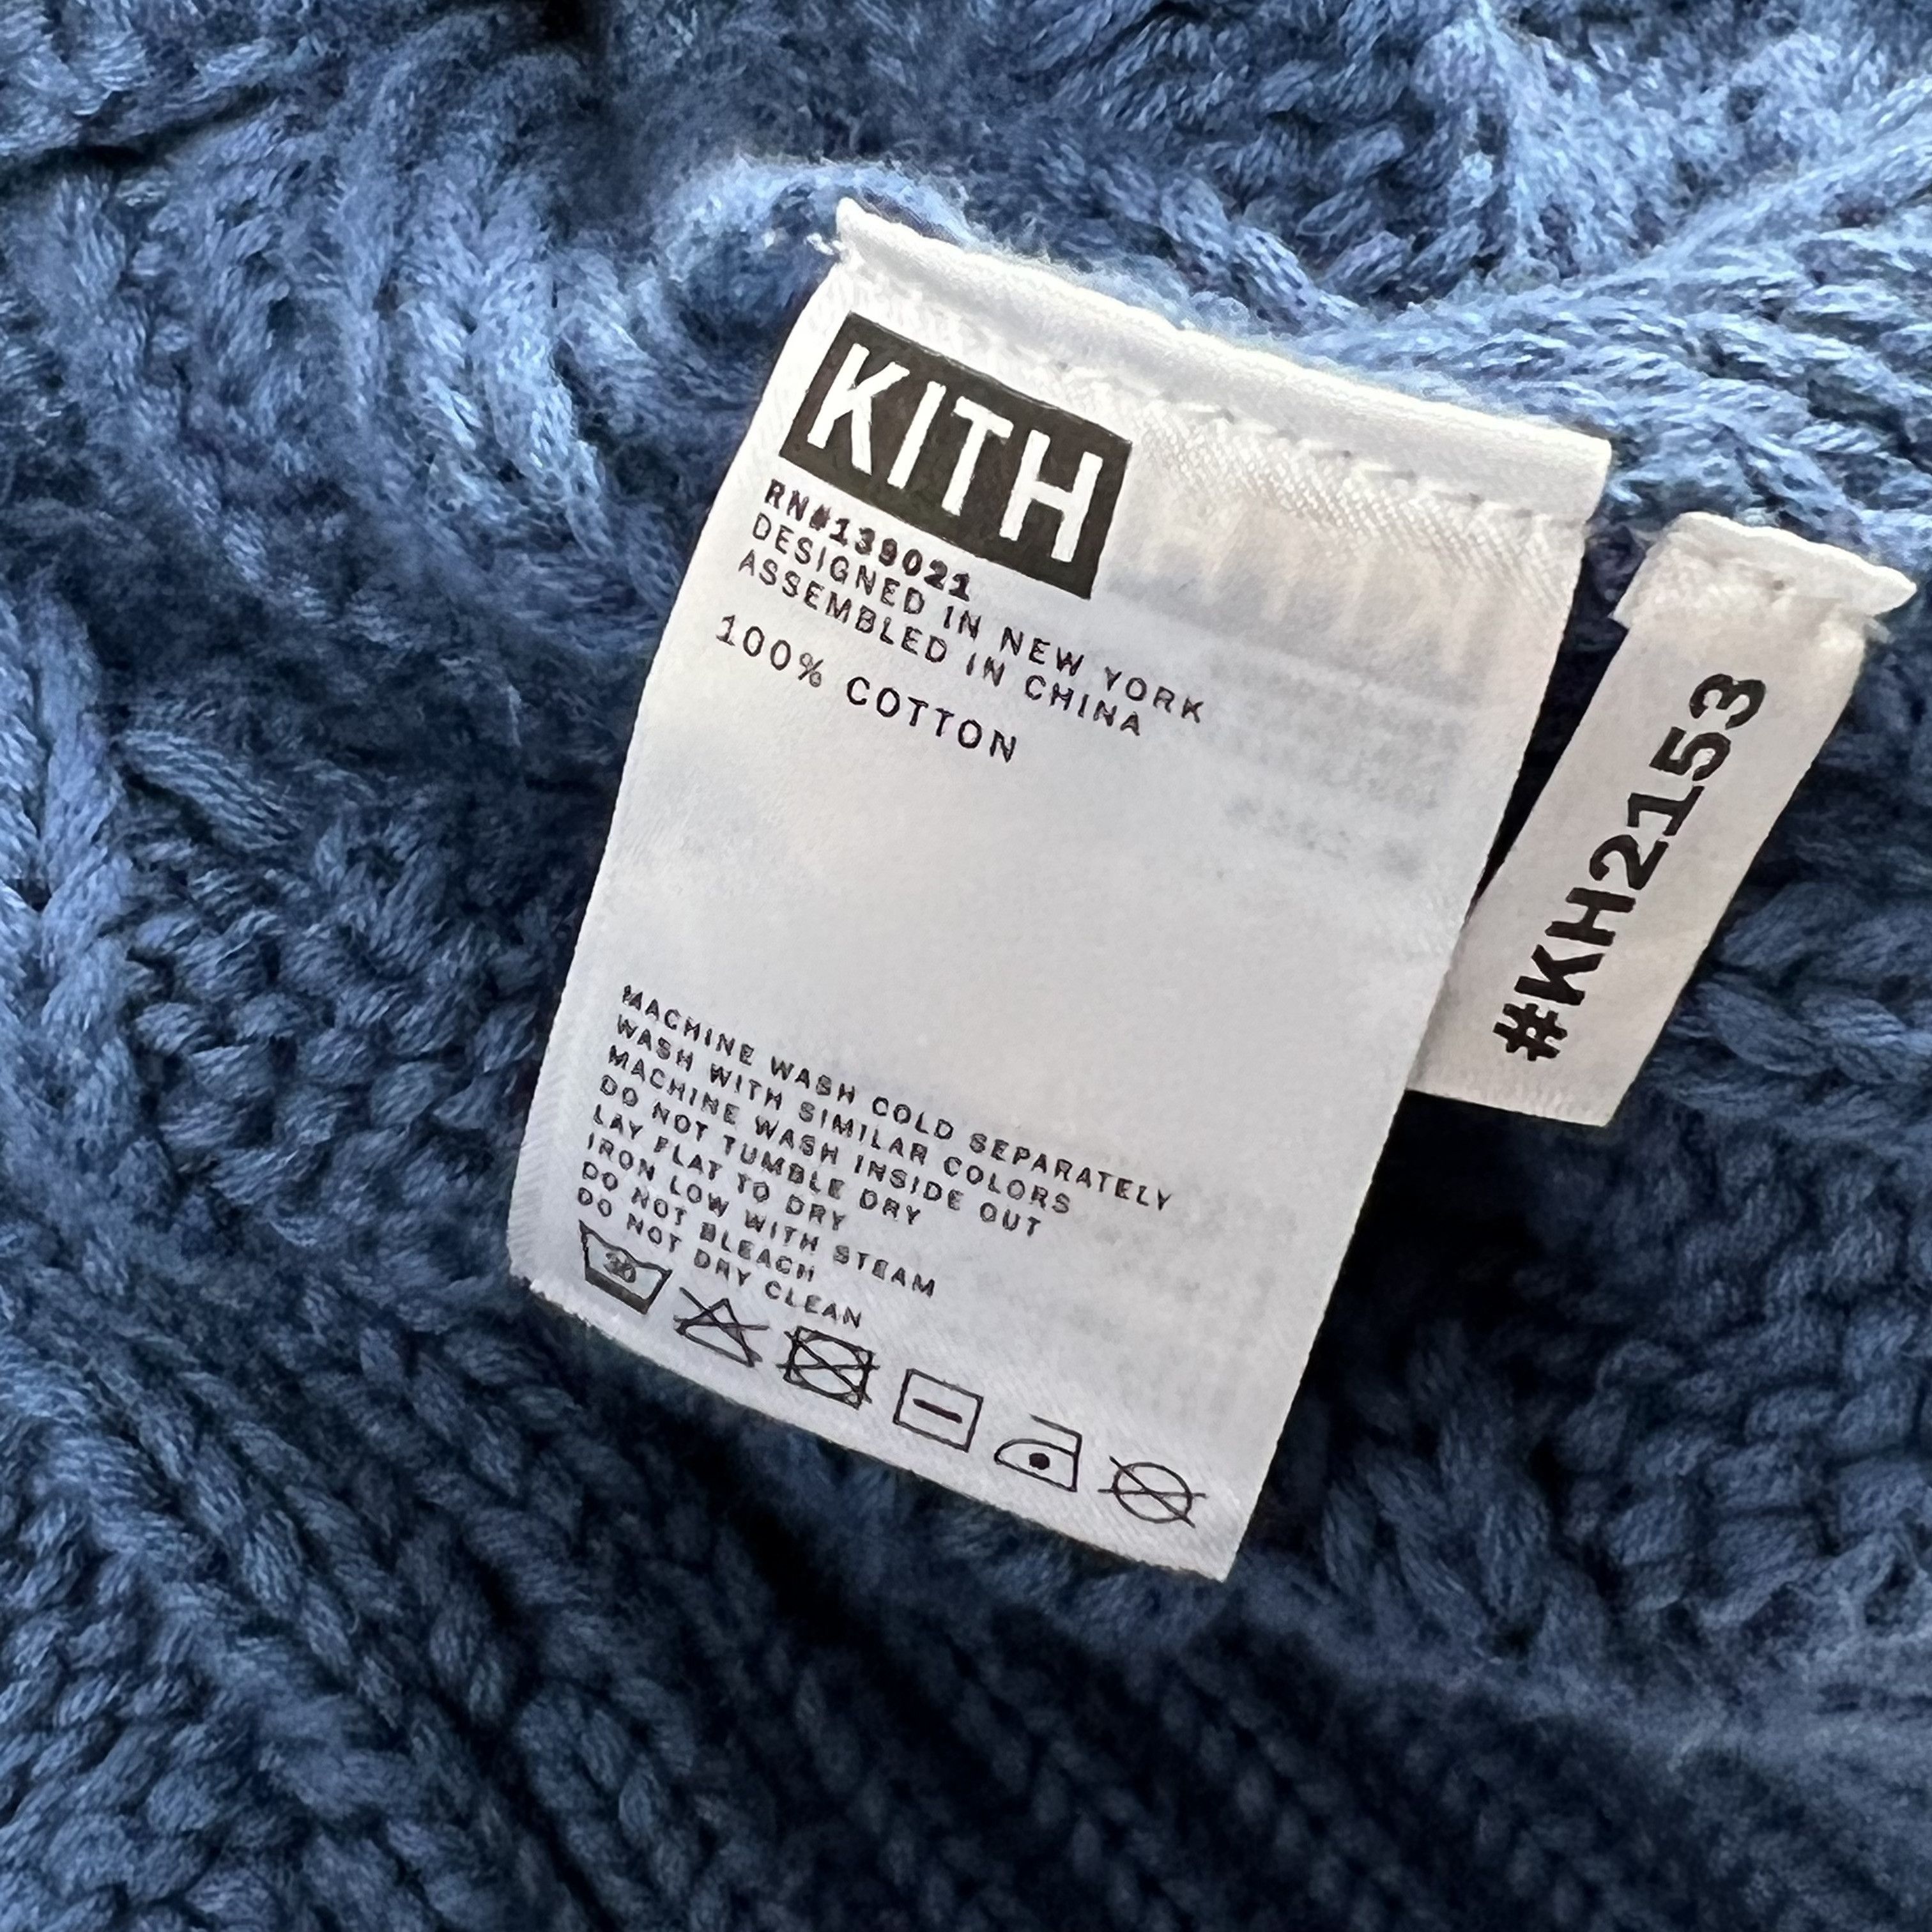 KITH
RN#139021
DESIGNED IN NEW YORK
ASSEMBLED IN CHINA
100% COTTON
MACHINE WASH COLD SEPARATELY
WASH WITH SIMILAR COLORS
MACHINE WASH INSIDE OUT
DO NOT TUMBLE DRY
LAY FLAT TO DRY
IRON LOW WITH STEAM
DO NOT BLEACH
DO NOT DRY CLEAN
30
#KH2153